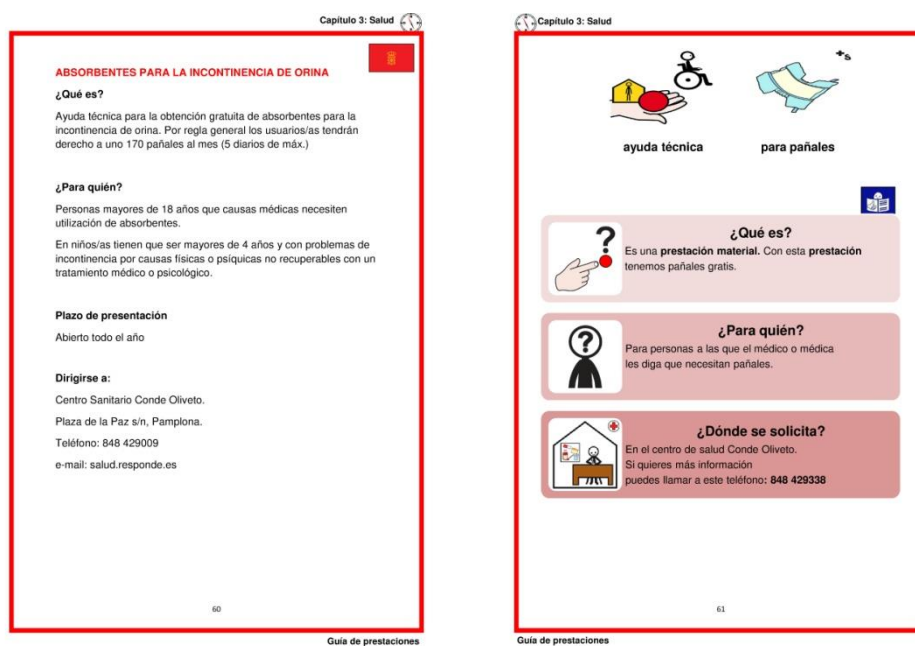 Capítulo 3: Salud
ABSORBENTES PARA LA INCONTINENCIA DE ORINA
¿Qué es?
Ayuda técnica para la obtención gratuita de absorbentes para la
incontinencia de orina. Por regla general los usuarios/as tendrán
derecho a uno 170 pañales al mes (5 diarios de máx.)
¿Para quién?
Personas mayores de 18 años que causas médicas necesiten
utilización de absorbentes.
En niños/as tienen que ser mayores de 4 años y con problemas de
incontinencia por causas físicas o psíquicas no recuperables con un
tratamiento médico o psicológico.
Plazo de presentación
Abierto todo el año
Dirigirse a:
Centro Sanitario Conde Oliveto.
Plaza de la Paz s/n, Pamplona.
Teléfono: 848 429009
e-mail: salud.responde.es
60
Guía de prestaciones
Capítulo 3: Salud
+s
ayuda técnica
para pañales
¿Qué es?
Es una prestación material. Con esta prestación
tenemos pañales gratis.
¿Para quién?
Para personas a las que el médico o médica
les diga que necesitan pañales.
¿Dónde se solicita?
En el centro de salud Conde Oliveto.
Si quieres más información
puedes llamar a este teléfono: 848 429338
61
Guía de prestaciones